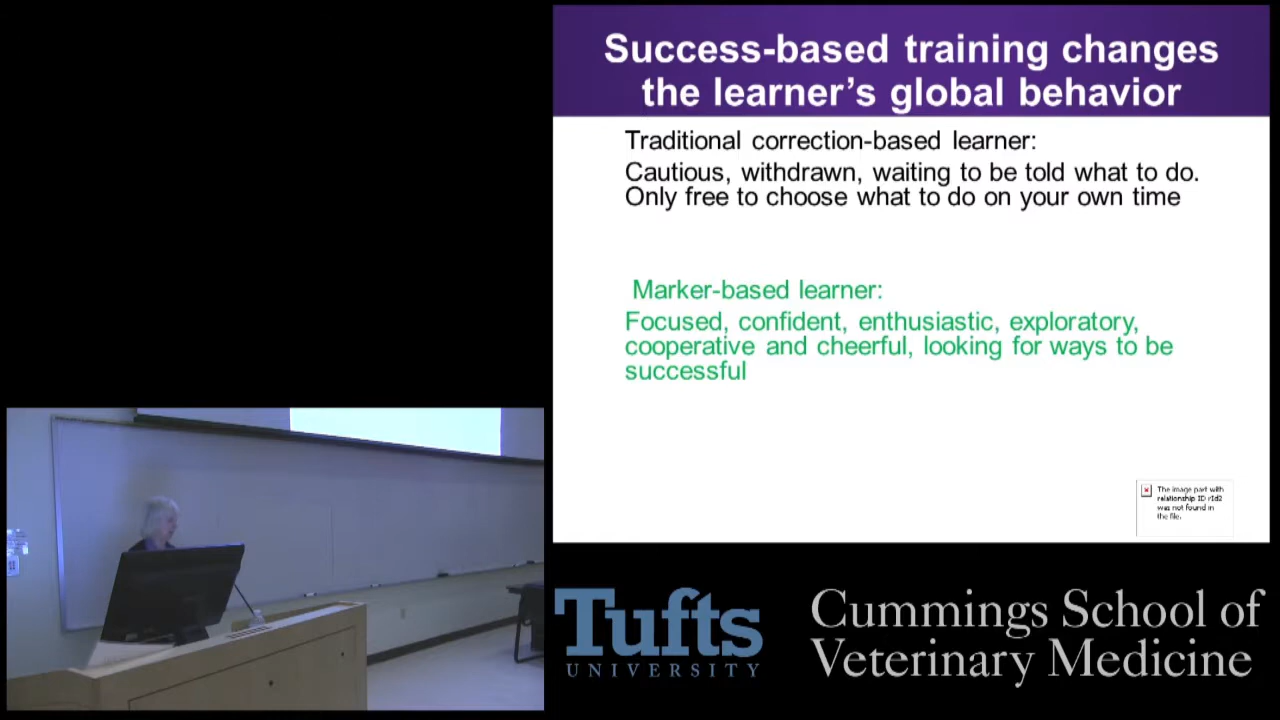 Success-based training changes
the learner's global behavior
Traditional correction-based learner:
Cautious, withdrawn, waiting to be told what to do.
Only free to choose what to do on your own time
Marker-based learner:
Focused, confident, enthusiastic, exploratory,
cooperative and cheerful, looking for ways to be
successful
The image part with
relationship ID rId2
was not found in
the file.
Tufts
UNIVERSITY
Cummings School of
Veterinary Medicine